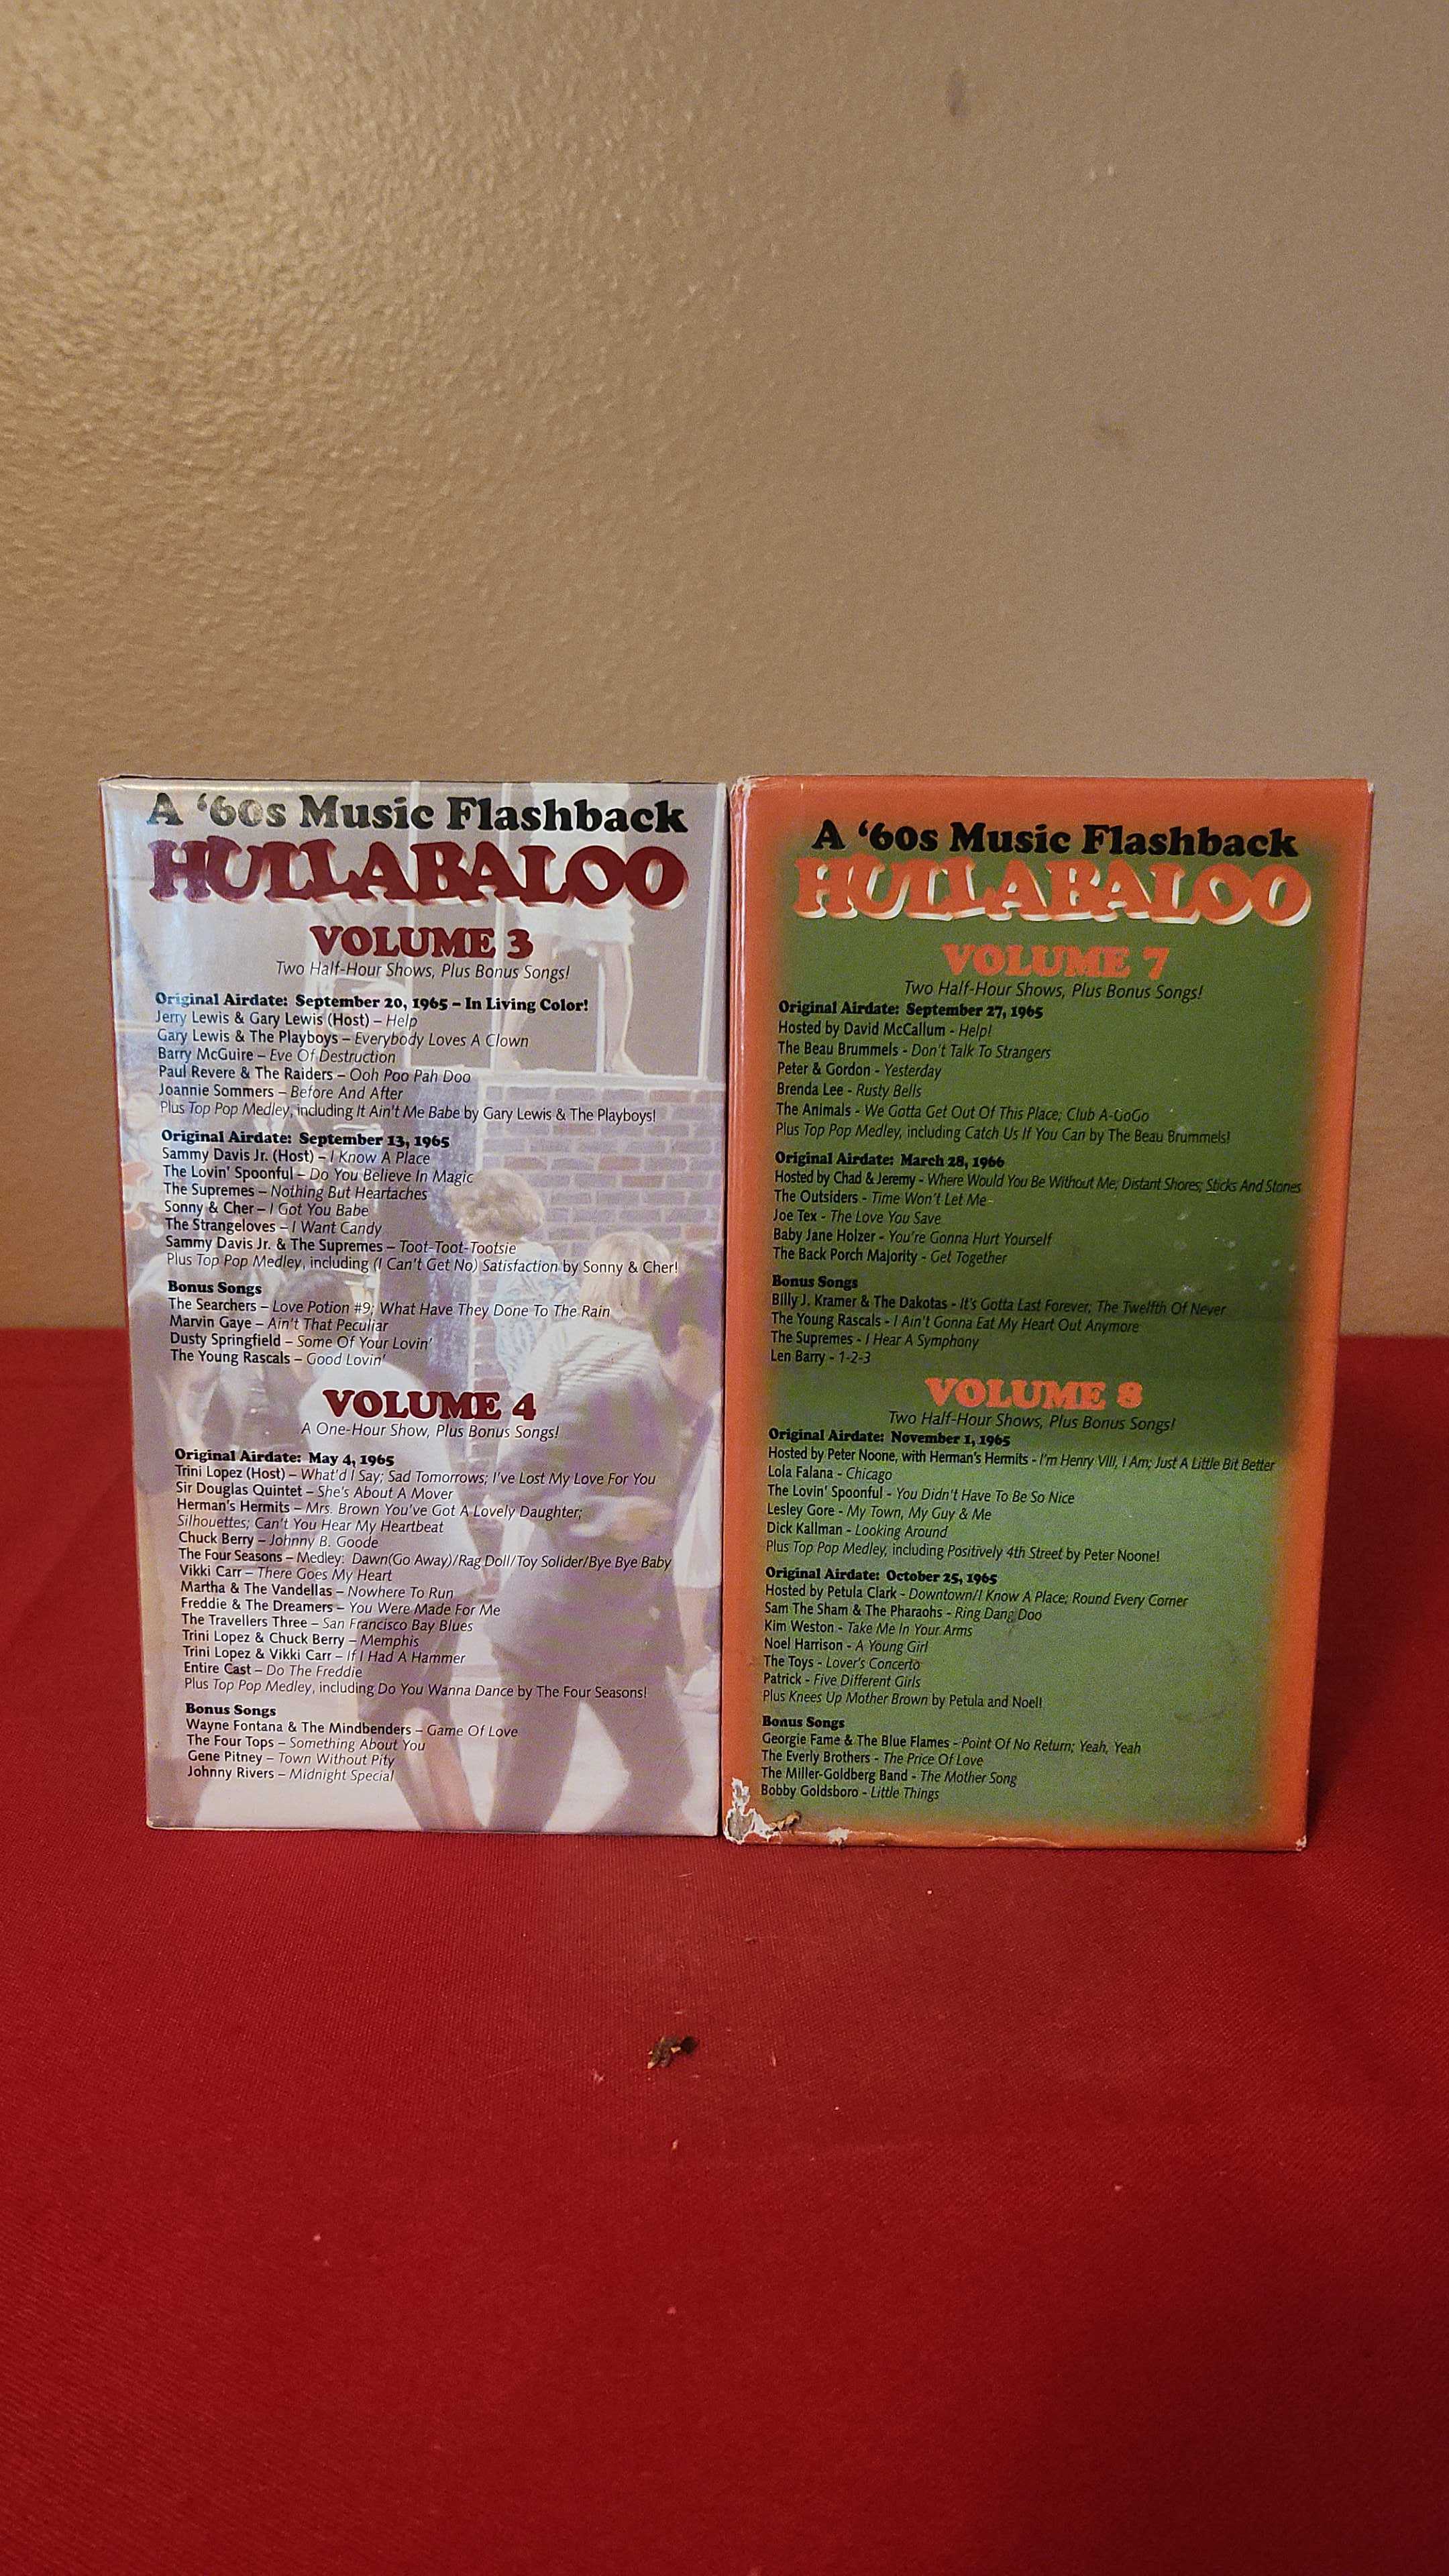 A ‘60s Music Flashback
HULLABALOO
VOLUME 3
Two Half-Hour Shows, Plus Bonus Songs!
Original Airdate: September 20, 1965 – In Living Color!
Jerry Lewis & Gary Lewis (Host) – Help
Gary Lewis & The Playboys – Everybody Loves A Clown
Barry McGuire – Eve Of Destruction
Paul Revere & The Raiders – Ooh Poo Pah Doo
Joannie Sommers – Before And After
Plus Top Pop Medley, including It Ain't Me Babe by Gary Lewis & The Playboys!
Original Airdate: September 13, 1965
Sammy Davis Jr. (Host) – I Know A Place
The Lovin' Spoonful – Do You Believe In Magic
The Supremes – Nothing But Heartaches
Sonny & Cher – I Got You Babe
The Strangeloves – I Want Candy
Sammy Davis Jr. & The Supremes – Toot-Toot-Tootsie
Plus Top Pop Medley, including (I Can't Get No) Satisfaction by Sonny & Cher!
Bonus Songs
The Searchers – Love Potion #9; What Have They Done To The Rain
Marvin Gaye – Ain't That Peculiar
Dusty Springfield – Some Of Your Lovin'
The Young Rascals – Good Lovin'
VOLUME 4
A One-Hour Show, Plus Bonus Songs!
Original Airdate: May 4, 1965
Trini Lopez (Host) – What'd I Say; Sad Tomorrows; I've Lost My Love For You
Sir Douglas Quintet – She's About A Mover
Herman's Hermits – Mrs. Brown You've Got A Lovely Daughter;
Silhouettes; Can't You Hear My Heartbeat
Chuck Berry – Johnny B. Goode
The Four Seasons – Medley: Dawn(Go Away)/Rag Doll/Toy Solider/Bye Bye Baby
Vikki Carr – There Goes My Heart
Martha & The Vandellas – Nowhere To Run
Freddie & The Dreamers – You Were Made For Me
The Travellers Three – San Francisco Bay Blues
Trini Lopez & Chuck Berry – Memphis
Trini Lopez & Vikki Carr – If I Had A Hammer
Entire Cast – Do The Freddie
Plus Top Pop Medley, including Do You Wanna Dance by The Four Seasons!
Bonus Songs
Wayne Fontana & The Mindbenders – Game Of Love
The Four Tops – Something About You
Gene Pitney – Town Without Pity
Johnny Rivers – Midnight Special
A ‘60s Music Flashback
HULLABALOO
VOLUME 7
Two Half-Hour Shows, Plus Bonus Songs!
Original Airdate: September 27, 1965
Hosted by David McCallum - Help!
The Beau Brummels - Don't Talk To Strangers
Peter & Gordon - Yesterday
Brenda Lee - Rusty Bells
The Animals - We Gotta Get Out Of This Place; Club A-GoGo
Plus Top Pop Medley, including Catch Us If You Can by The Beau Brummels!
Original Airdate: March 28, 1966
Hosted by Chad & Jeremy - Where Would You Be Without Me; Distant Shores; Sticks And Stones
The Outsiders - Time Won't Let Me
Joe Tex - The Love You Save
Baby Jane Holzer - You're Gonna Hurt Yourself
The Back Porch Majority - Get Together
Bonus Songs
Billy J. Kramer & The Dakotas - It's Gotta Last Forever; The Twelfth Of Never
The Young Rascals - I Ain't Gonna Eat My Heart Out Anymore
The Supremes - I Hear A Symphony
Len Barry - 1-2-3
VOLUME 8
Two Half-Hour Shows, Plus Bonus Songs!
Original Airdate: November 1, 1965
Hosted by Peter Noone, with Herman's Hermits - I'm Henry VIII, I Am; Just A Little Bit Better
Lola Falana - Chicago
The Lovin' Spoonful - You Didn't Have To Be So Nice
Lesley Gore - My Town, My Guy & Me
Dick Kallman - Looking Around
Plus Top Pop Medley, including Positively 4th Street by Peter Noone!
Original Airdate: October 25, 1965
Hosted by Petula Clark - Downtown/I Know A Place; Round Every Corner
Sam The Sham & The Pharaohs - Ring Dang Doo
Kim Weston - Take Me In Your Arms
Noel Harrison - A Young Girl
The Toys - Lover's Concerto
Patrick - Five Different Girls
Plus Knees Up Mother Brown by Petula and Noel!
Bonus Songs
Georgie Fame & The Blue Flames - Point Of No Return; Yeah, Yeah
The Everly Brothers - The Price Of Love
The Miller-Goldberg Band - The Mother Song
Bobby Goldsboro - Little Things